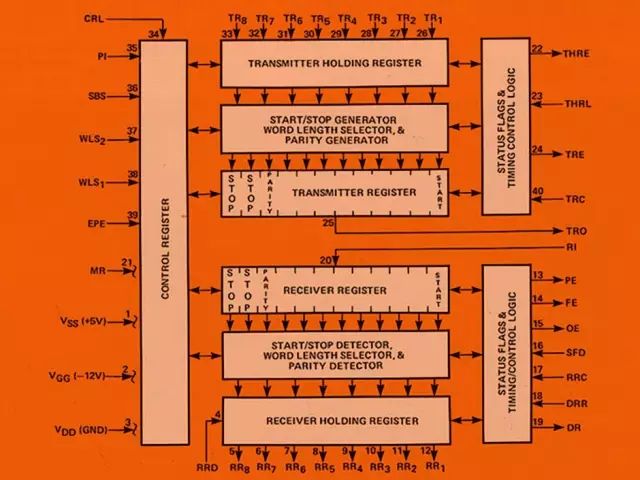 CRL
34
TR8 TR7 TR6 TR5 TR4 TR3 TR2 TR1
33 32 31 30 29 28 27 26
TRANSMITTER HOLDING REGISTER
START/STOP GENERATOR
WORD LENGTH SELECTOR, &
PARITY GENERATOR
STOP
STOP
PARITY
TRANSMITTER REGISTER
START
25
20
STOP
STOP
PARITY
RECEIVER REGISTER
START
START/STOP DETECTOR,
WORD LENGTH SELECTOR, &
PARITY DETECTOR
4
RECEIVER HOLDING REGISTER
5 6 7 8 9 10 11 12
RRD RR8 RR7 RR6 RR5 RR4 RR3 RR2 RR1
PI 35
SBS 36
WLS2 37
WLS1 38
EPE 39
MR 21
VSS (+5V) 1
VGG (−12V) 2
VDD (GND) 3
CONTROL REGISTER
STATUS FLAGS &
TIMING CONTROL LOGIC
22 THRE
23 THRL
24 TRE
40 TRC
TRO
RI
STATUS FLAGS &
TIMING/CONTROL LOGIC
13 PE
14 FE
15 OE
16 SFD
17 RRC
18 DRR
19 DR